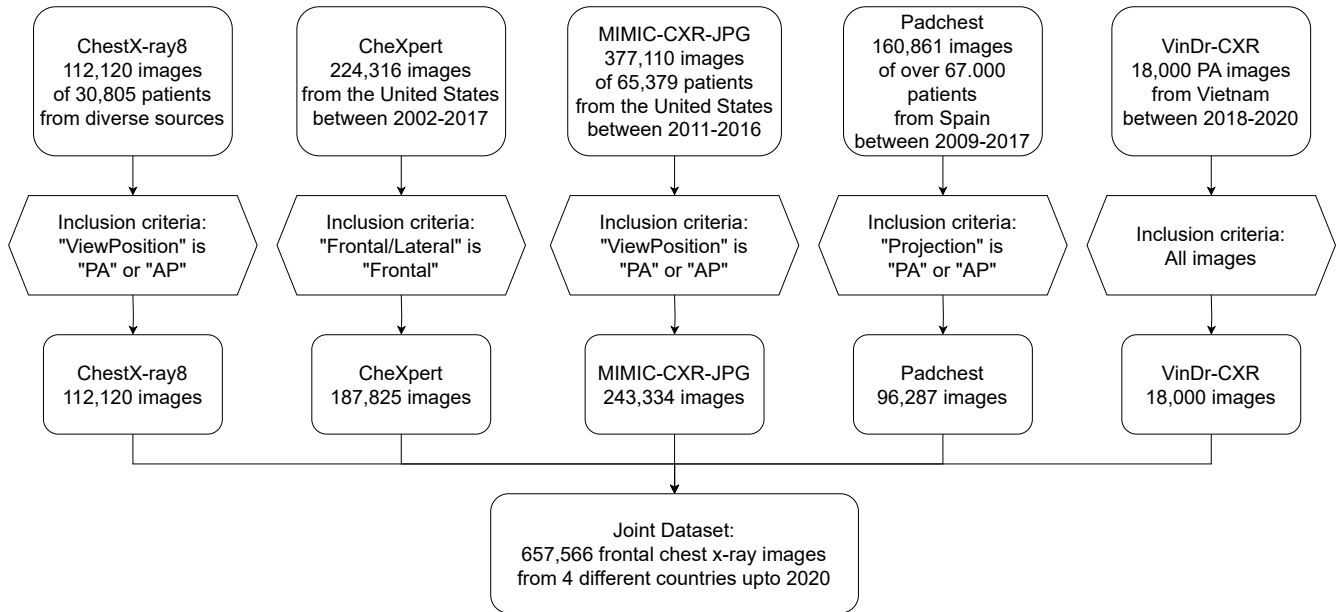 ChestX-ray8
112,120 images
of 30,805 patients
from diverse sources
CheXpert
224,316 images
from the United States
between 2002-2017
MIMIC-CXR-JPG
377,110 images
of 65,379 patients
from the United States
between 2011-2016
Padchest
160,861 images
of over 67.000
patients
from Spain
between 2009-2017
VinDr-CXR
18,000 PA images
from Vietnam
between 2018-2020
Inclusion criteria:
"ViewPosition" is
"PA" or "AP"
Inclusion criteria:
"Frontal/Lateral" is
"Frontal"
Inclusion criteria:
"ViewPosition" is
"PA" or "AP"
Inclusion criteria:
"Projection" is
"PA" or "AP"
Inclusion criteria:
All images
ChestX-ray8
112,120 images
CheXpert
187,825 images
MIMIC-CXR-JPG
243,334 images
Padchest
96,287 images
VinDr-CXR
18,000 images
Joint Dataset:
657,566 frontal chest x-ray images
from 4 different countries upto 2020